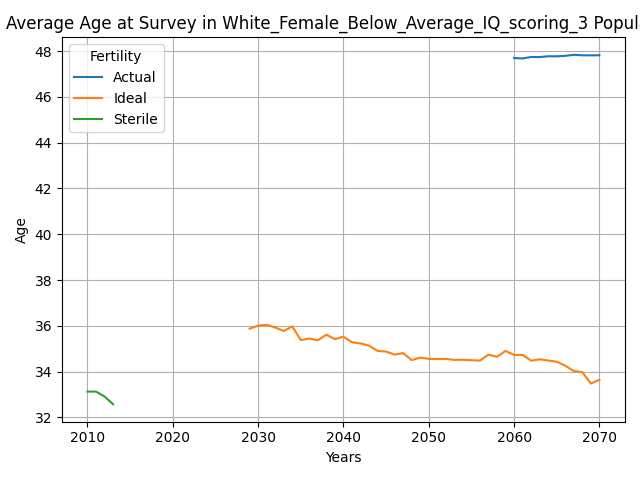 Average Age at Survey in White_Female_Below_Average_IQ_scoring_3 Popul
Fertility
Actual
Ideal
Sterile
48
46
44
42
40
38
36
34
32
Age
2010 2020 2030 2040 2050 2060 2070
Years